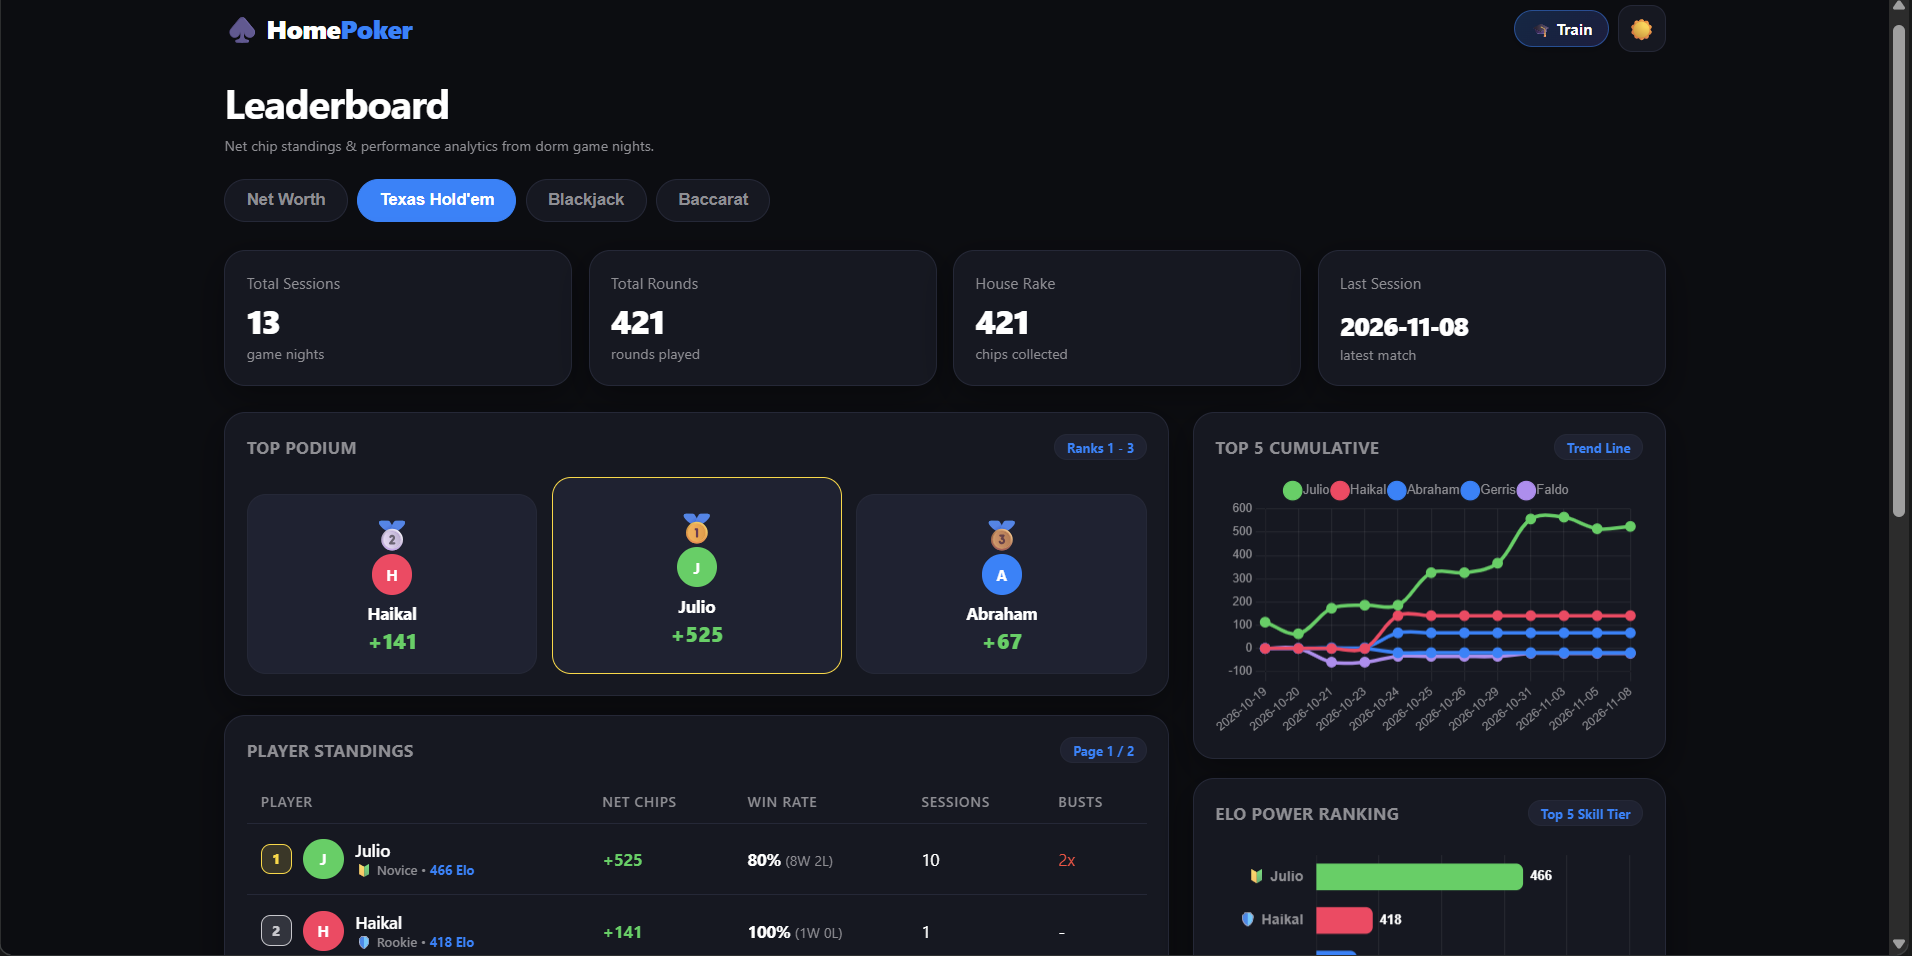 HomePoker
Train
Leaderboard
Net chip standings & performance analytics from dorm game nights.
Net Worth
Texas Hold'em
Blackjack
Baccarat
Total Sessions
13
game nights
Total Rounds
421
rounds played
House Rake
421
chips collected
Last Session
2026-11-08
latest match
TOP PODIUM
Ranks 1 - 3
2
H
Haikal
+141
1
J
Julio
+525
3
A
Abraham
+67
TOP 5 CUMULATIVE
Trend Line
Julio Haikal Abraham Gerris Faldo
600
500
400
300
200
100
0
-100
2026-10-19
2026-10-20
2026-10-21
2026-10-23
2026-10-24
2026-10-25
2026-10-26
2026-10-29
2026-10-31
2026-11-03
2026-11-05
2026-11-08
PLAYER STANDINGS
Page 1 / 2
PLAYER NET CHIPS WIN RATE SESSIONS BUSTS
1 J Julio +525 80% (8W 2L) 10 2x
Novice • 466 Elo
2 H Haikal +141 100% (1W 0L) 1 -
Rookie • 418 Elo
ELO POWER RANKING
Top 5 Skill Tier
Julio 466
Haikal 418